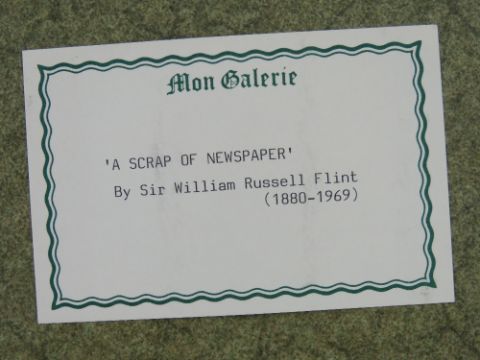 Mon Galerie
'A SCRAP OF NEWSPAPER'
By Sir William Russell Flint
(1880-1969)